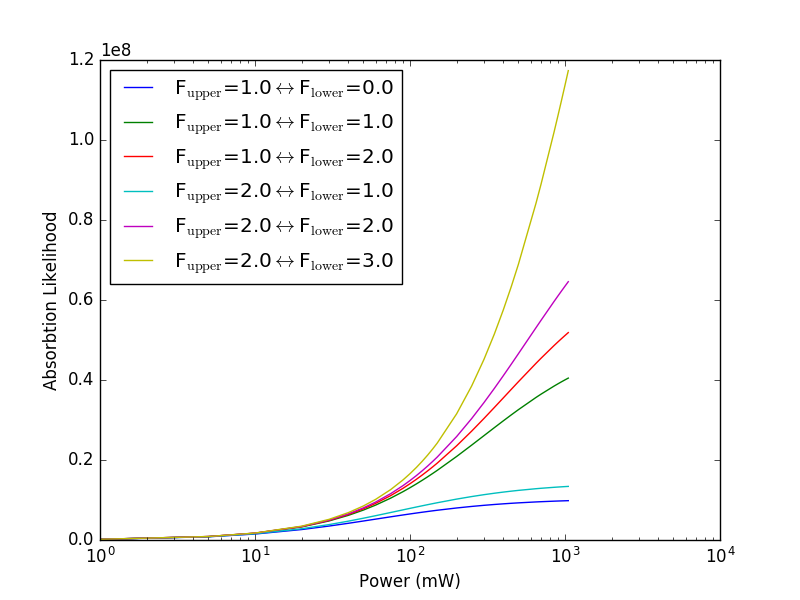 1e8
1.2
1.0
0.8
0.6
0.4
0.2
0.0
Absorbtion Likelihood
F_upper=1.0↔F_lower=0.0
F_upper=1.0↔F_lower=1.0
F_upper=1.0↔F_lower=2.0
F_upper=2.0↔F_lower=1.0
F_upper=2.0↔F_lower=2.0
F_upper=2.0↔F_lower=3.0
10^0 10^1 10^2 10^3 10^4
Power (mW)